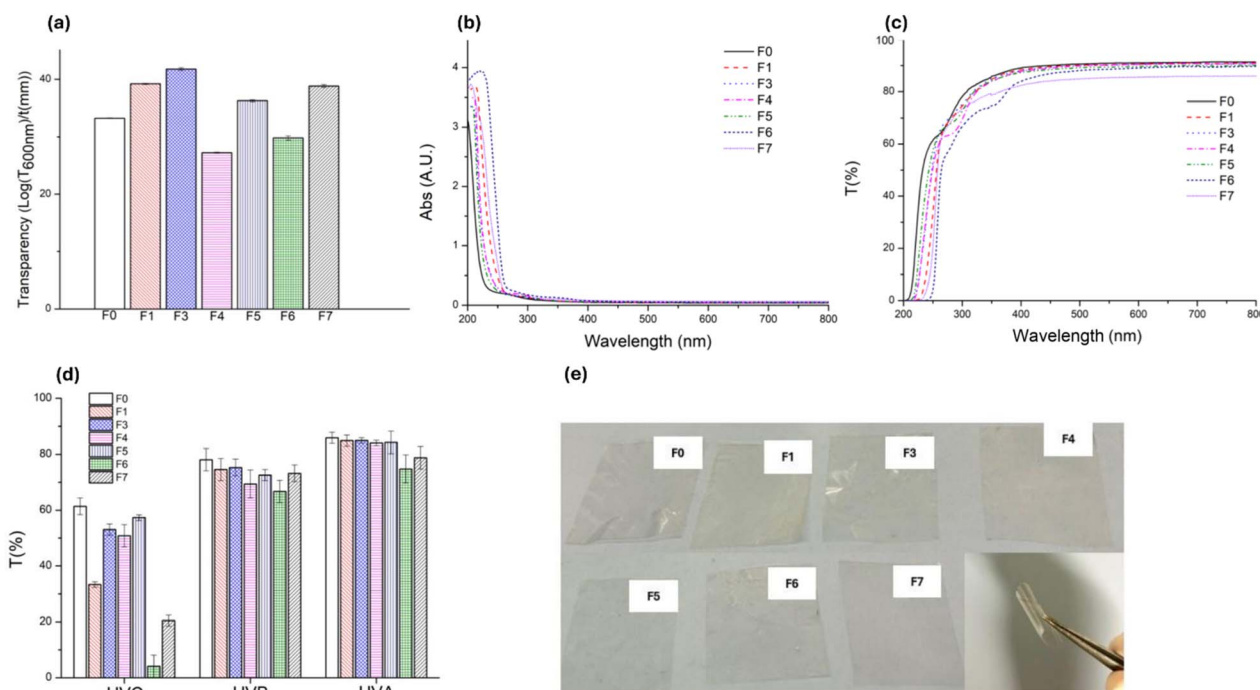 (a)
Transparency (Log(T600nm)/t(mm))
40
20
0
F0 F1 F3 F4 F5 F6 F7
(b)
Abs (A.U.)
4
3
2
1
0
200 300 400 500 600 700 800
Wavelength (nm)
F0
F1
F3
F4
F5
F6
F7
(c)
T(%)
100
80
60
40
20
0
200 300 400 500 600 700 800
Wavelength (nm)
F0
F1
F3
F4
F5
F6
F7
(d)
T(%)
100
80
60
40
20
0
F0
F1
F3
F4
F5
F6
F7
UVC UVB UVA
(e)
F0 F1 F3 F4
F5 F6 F7